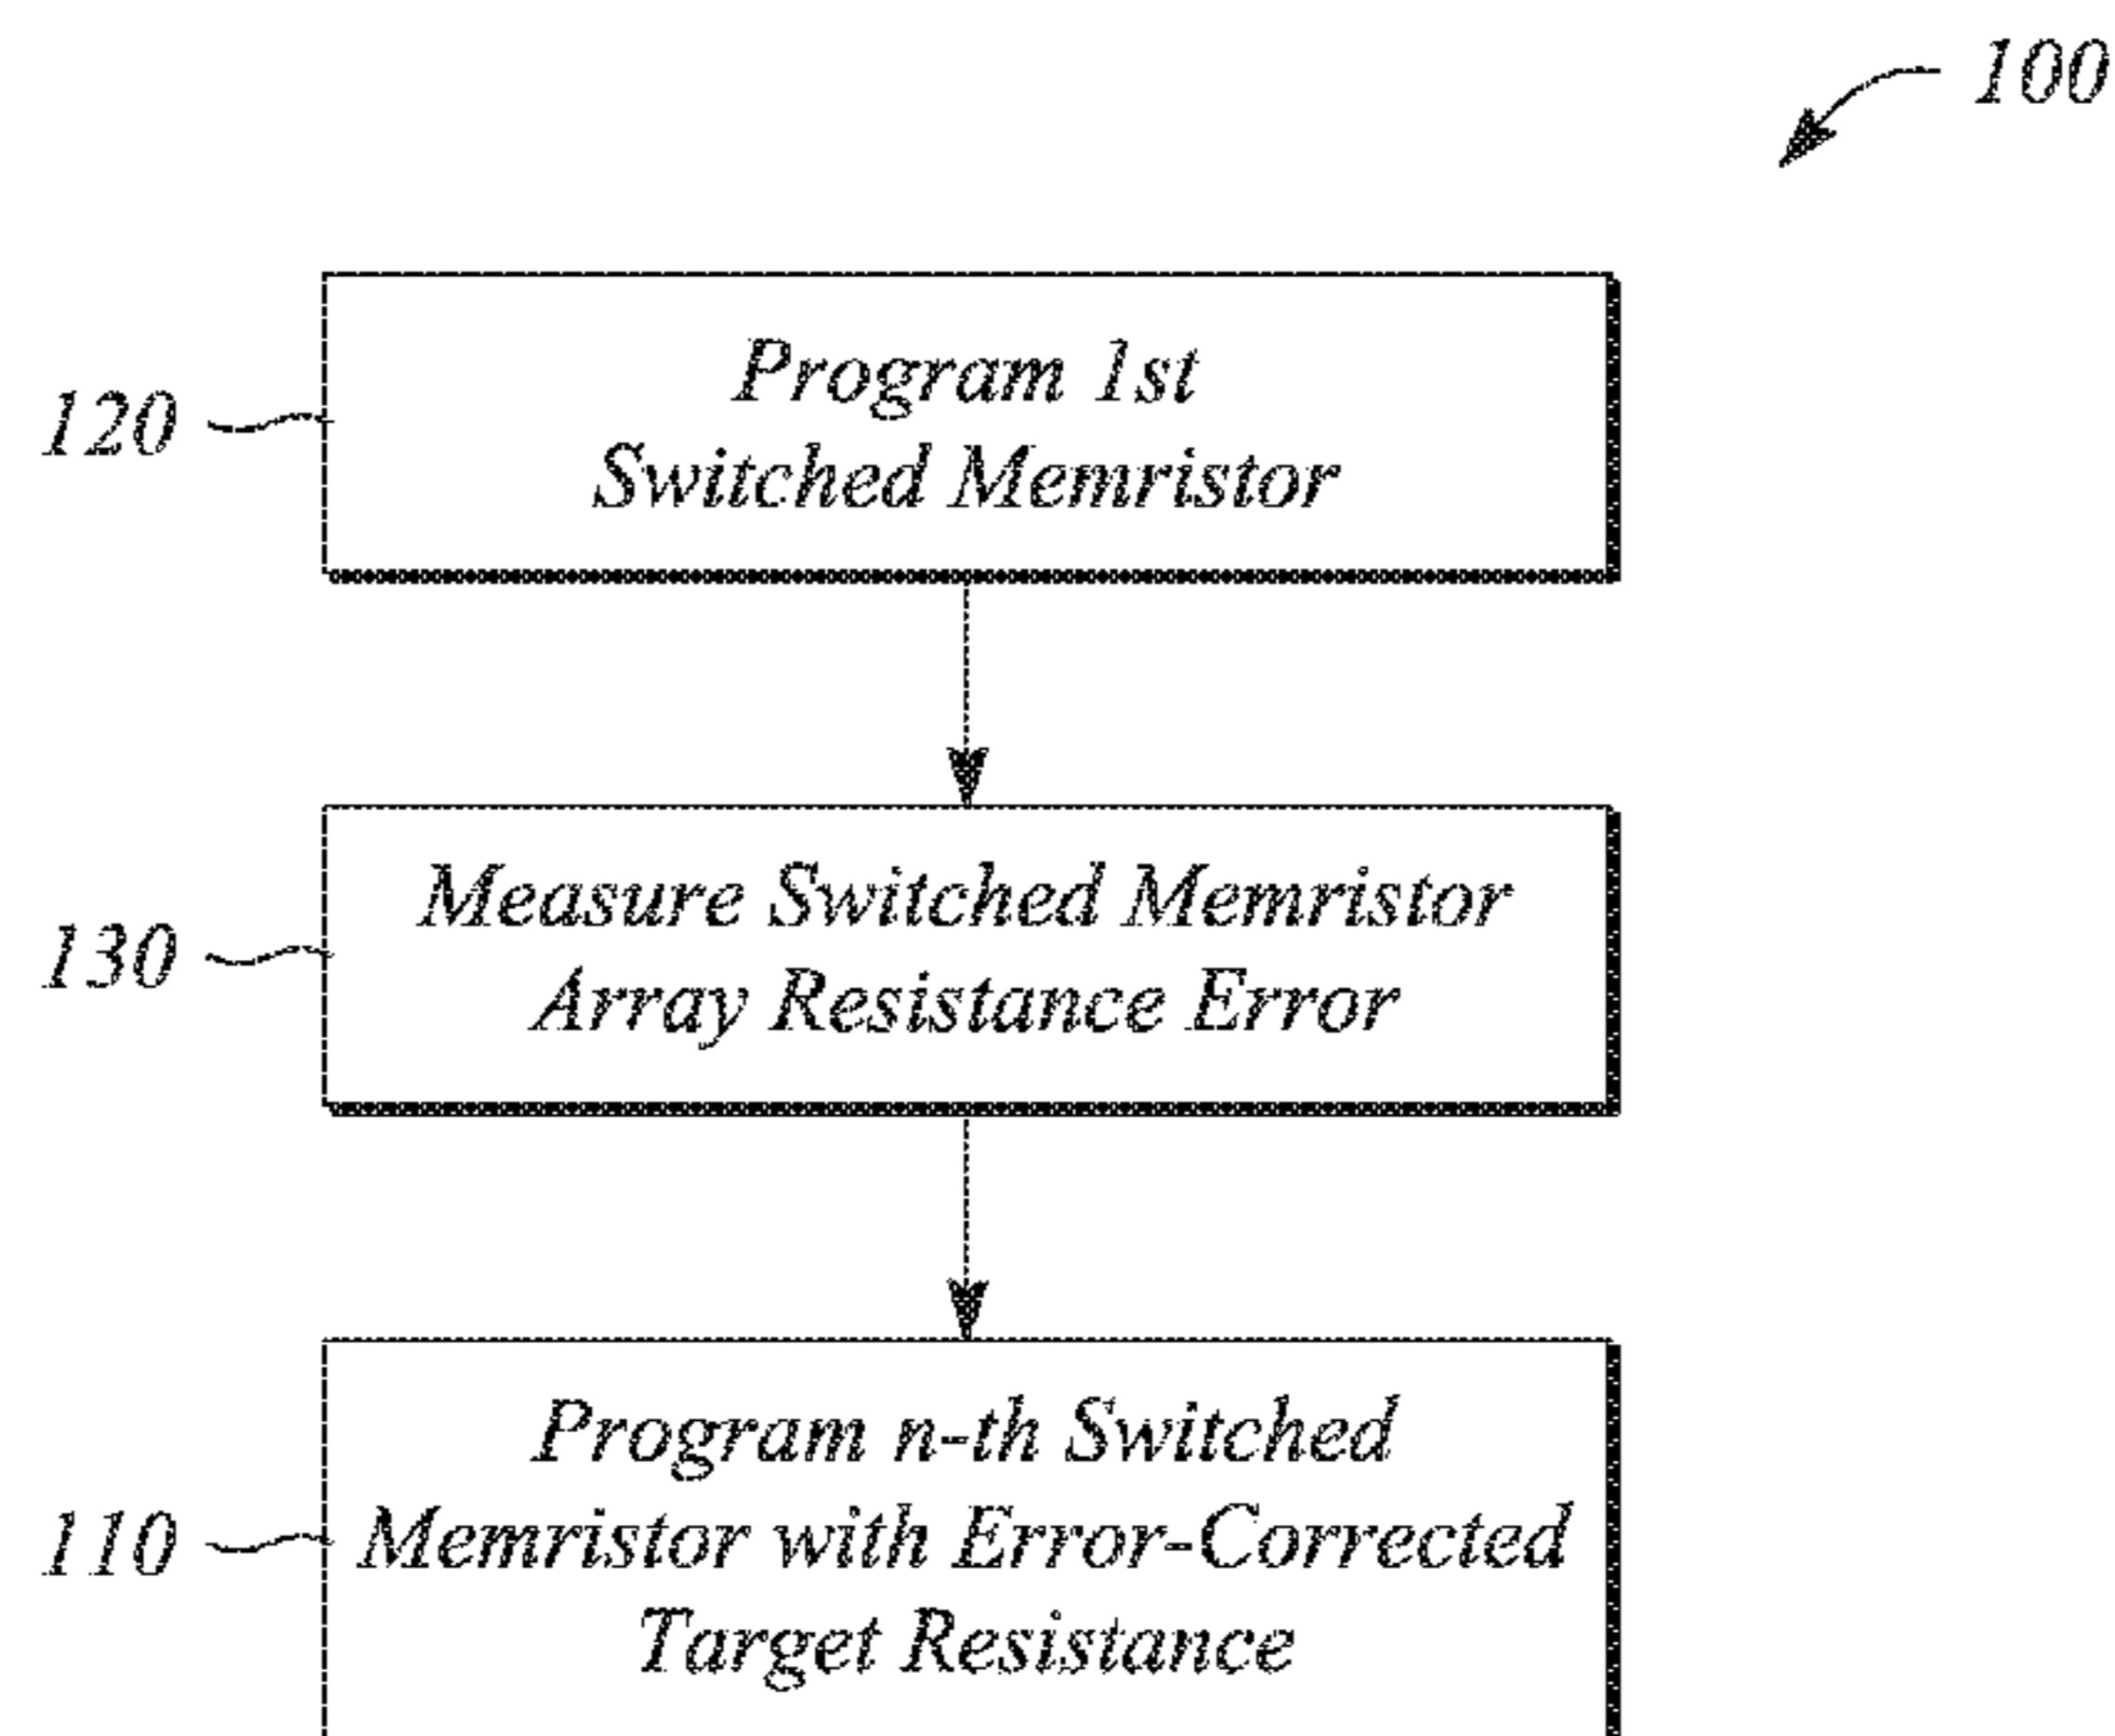 100
120
Program 1st
Switched Memristor
130
Measure Switched Memristor
Array Resistance Error
110
Program n-th Switched
Memristor with Error-Corrected
Target Resistance